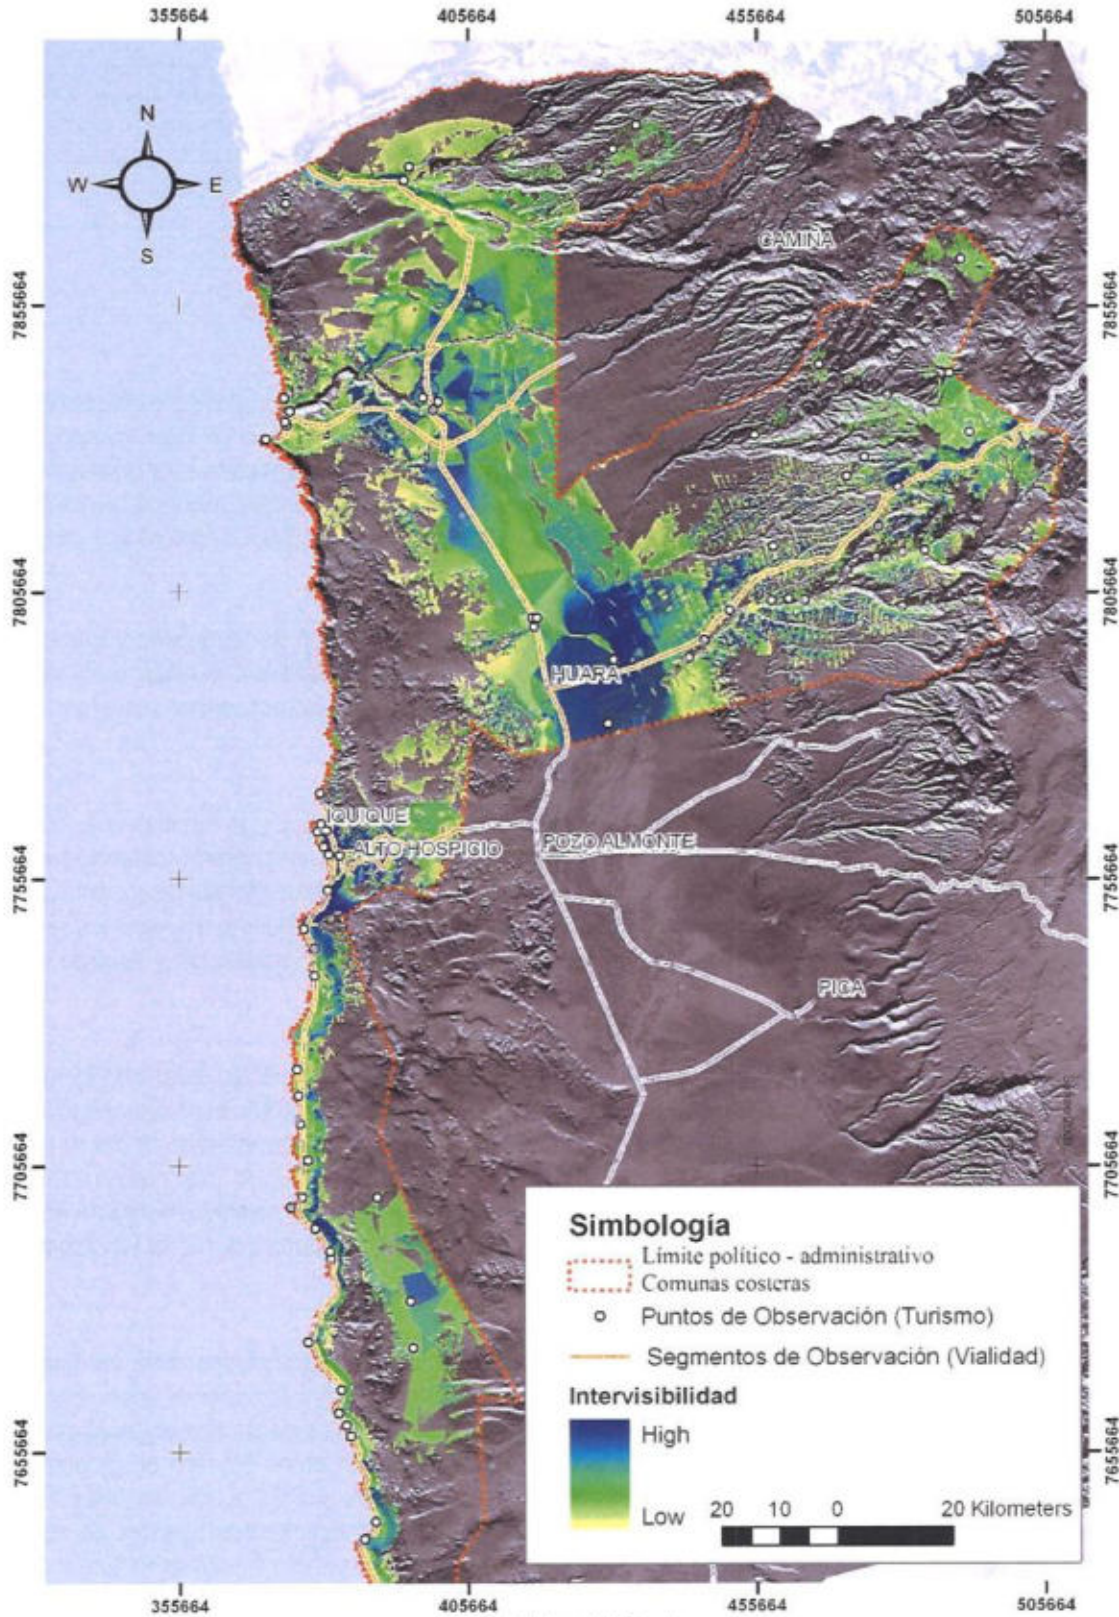 355664 405664 455664 505664
N
W E
S
CAMIÑA
7855664 7855664
7805664 7805664
HUARA
IQUIQUE
ALTO HOSPICIO POZO ALMONTE
7755664 7755664
PICA
7705664 7705664
Simbología
Límite político - administrativo
Comunas costeras
Puntos de Observación (Turismo)
Segmentos de Observación (Vialidad)
Intervisibilidad
High
Low
20 10 0 20 Kilometers
7655664 7655664
355664 405664 455664 505664